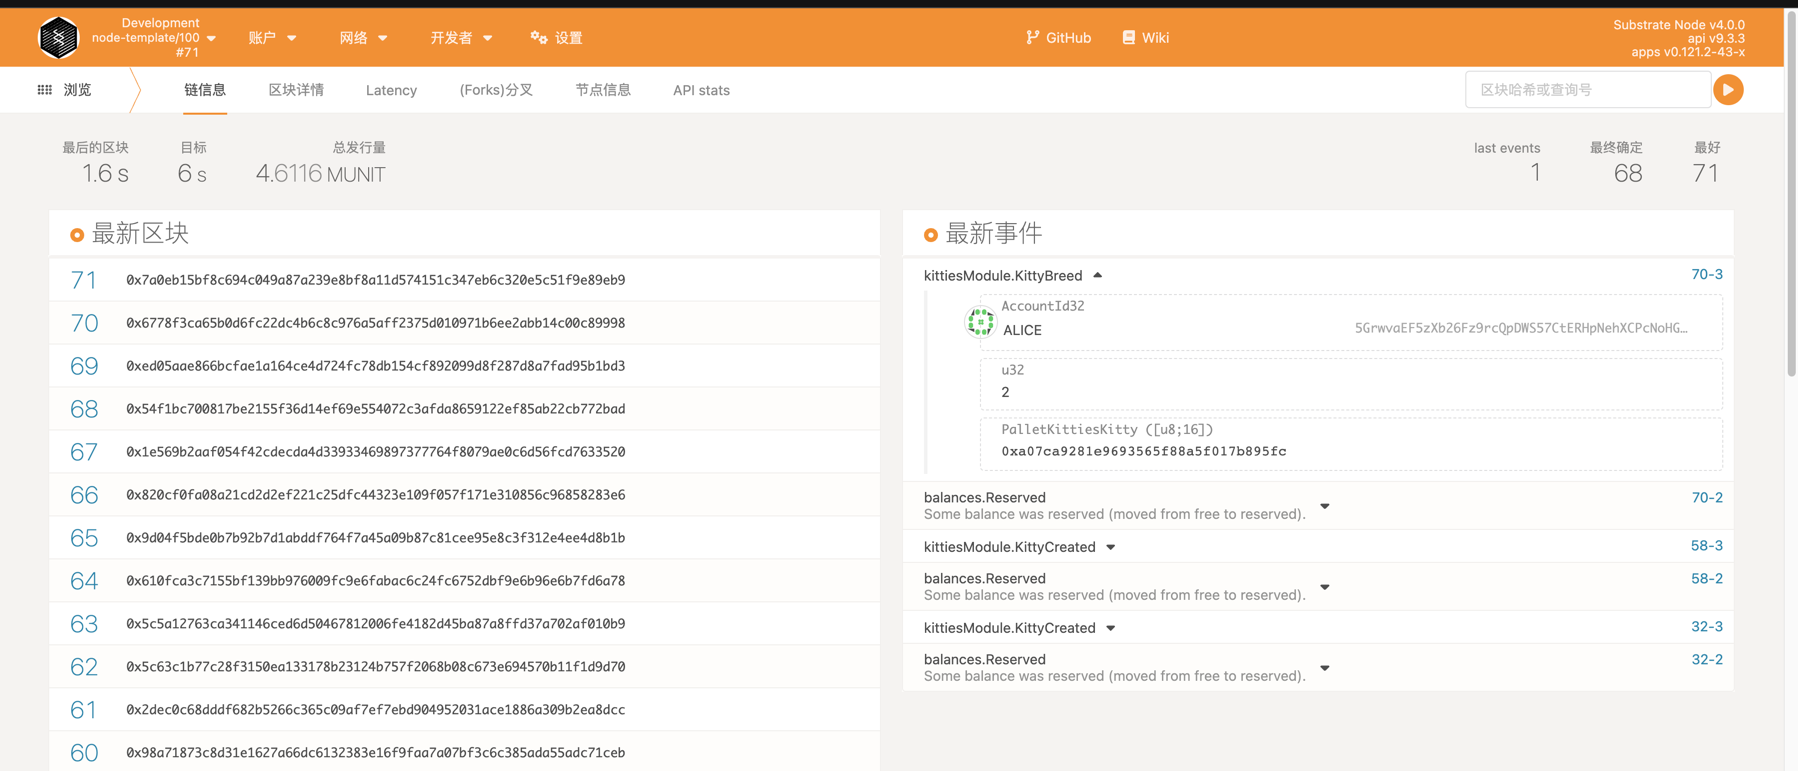 Development
node-template/100
#71
账户
网络
开发者
设置
GitHub
Wiki
Substrate Node v4.0.0
api v9.3.3
apps v0.121.2-43-x
浏览
链信息
区块详情
Latency
(Forks)分叉
节点信息
API stats
区块哈希或查询号
最后的区块
1.6 s
目标
6 s
总发行量
4.6116 MUNIT
last events
1
最终确定
68
最好
71
最新区块
71 0x7a0eb15bf8c694c049a87a239e8bf8a11d574151c347eb6c320e5c51f9e89eb9
70 0x6778f3ca65b0d6fc22dc4b6c8c976a5aff2375d010971b6ee2abb14c00c89998
69 0xed05aae866bcfae1a164ce4d724fc78db154cf892099d8f287d8a7fad95b1bd3
68 0x54f1bc700817be2155f36d14ef69e554072c3afda8659122ef85ab22cb772bad
67 0x1e569b2aaf054f42cdecda4d33933469897377764f8079ae0c6d56fcd7633520
66 0x820cf0fa08a21cd2d2ef221c25dfc44323e109f057f171e310856c96858283e6
65 0x9d04f5bde0b7b92b7d1abddf764f7a45a09b87c81cee95e8c3f312e4ee4d8b1b
64 0x610fca3c7155bf139bb976009fc9e6fabac6c24fc6752dbf9e6b96e6b7fd6a78
63 0x5c5a12763ca341146ced6d50467812006fe4182d45ba87a8ffd37a702af010b9
62 0x5c63c1b77c28f3150ea133178b23124b757f2068b08c673e694570b11f1d9d70
61 0x2dec0c68dddf682b5266c365c09af7ef7ebd904952031ace1886a309b2ea8dcc
60 0x98a71873c8d31e1627a66dc6132383e16f9faa7a07bf3c6c385ada55adc71ceb
最新事件
kittiesModule.KittyBreed 70-3
AccountId32
ALICE 5GrwvaEF5zXb26Fz9rcQpDWS57CtERHpNehXCPcNoHG…
u32
2
PalletKittiesKitty ([u8;16])
0xa07ca9281e9693565f88a5f017b895fc
balances.Reserved 70-2
Some balance was reserved (moved from free to reserved).
kittiesModule.KittyCreated 58-3
balances.Reserved 58-2
Some balance was reserved (moved from free to reserved).
kittiesModule.KittyCreated 32-3
balances.Reserved 32-2
Some balance was reserved (moved from free to reserved).